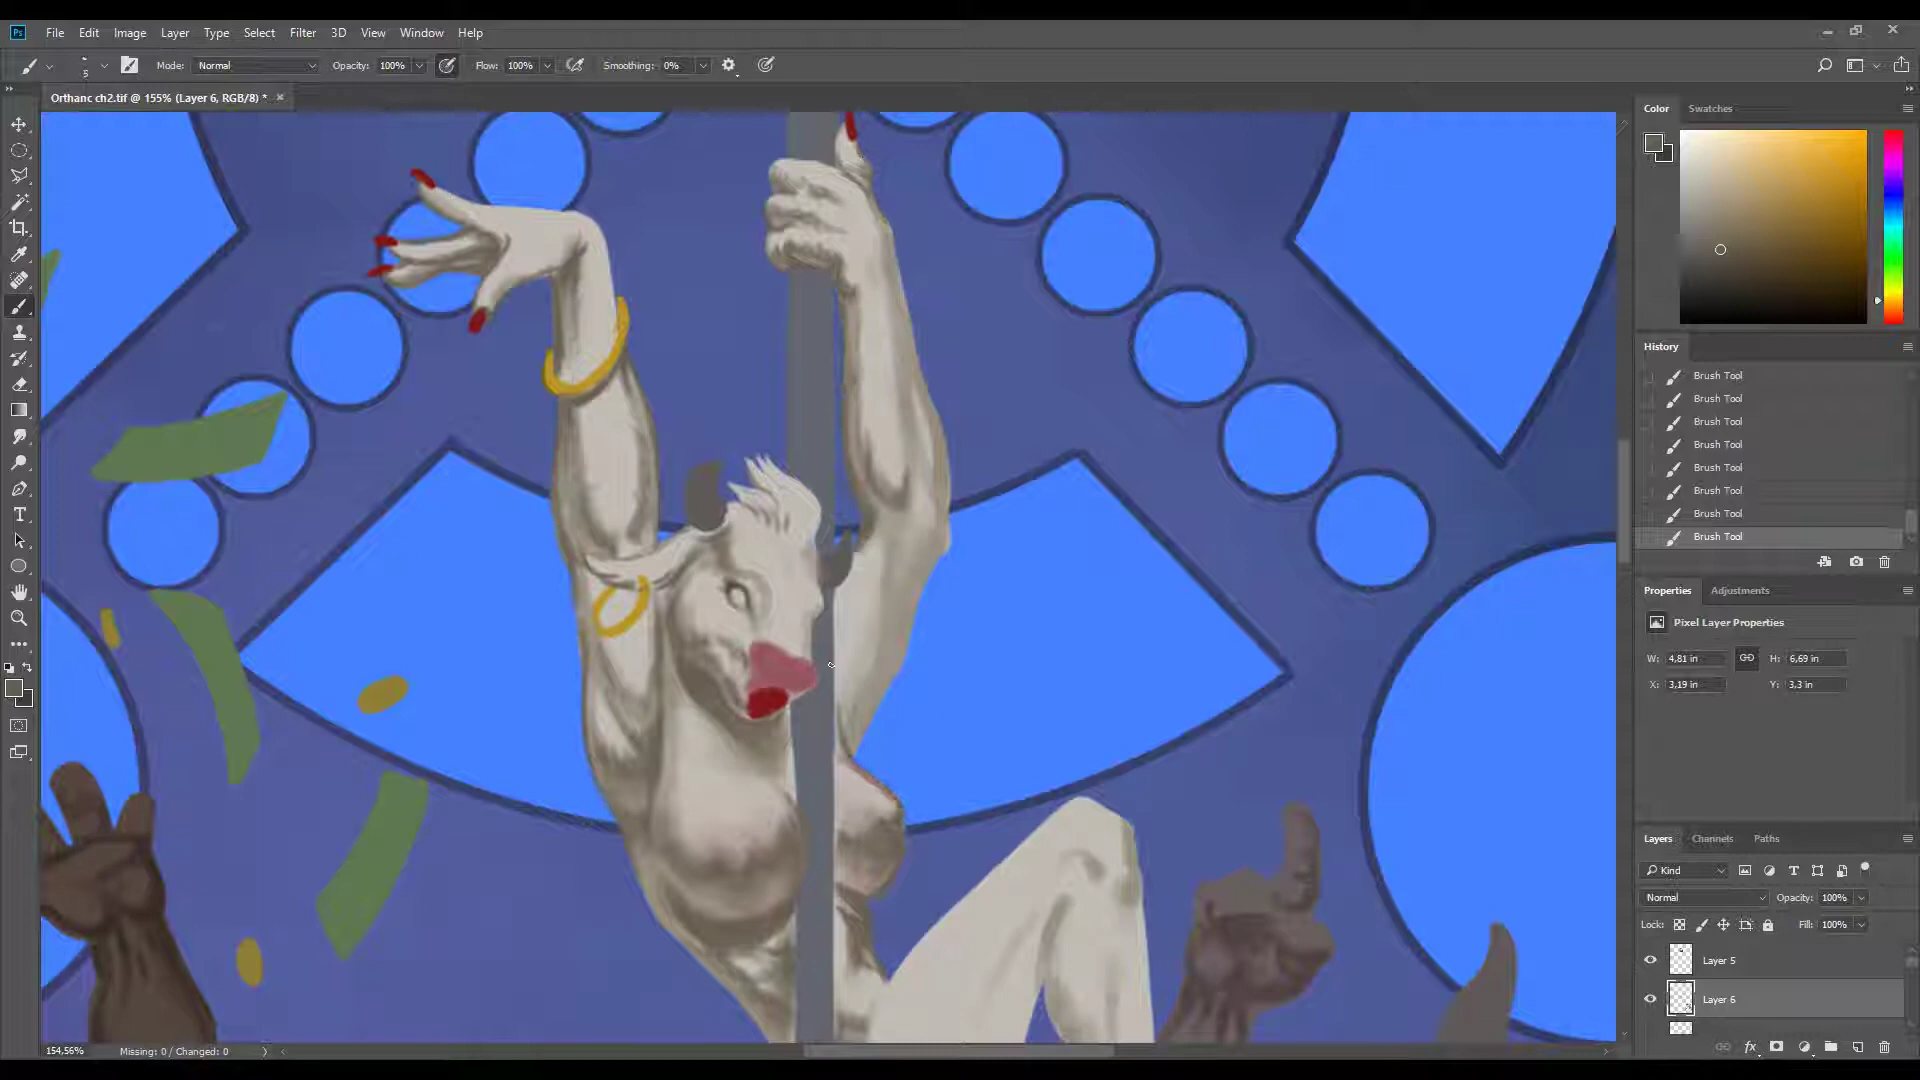 Ps File Edit Image Layer Type Select Filter 3D View Window Help
5 Mode: Normal Opacity: 100% Flow: 100% Smoothing: 0%
Orthanc ch2.tif @ 155% (Layer 6, RGB/8) * ×
Color Swatches
History
Brush Tool
Brush Tool
Brush Tool
Brush Tool
Brush Tool
Brush Tool
Brush Tool
Brush Tool
Properties Adjustments
Pixel Layer Properties
W: 4,81 in H: 6,69 in
X: 3,19 in Y: 3,3 in
Layers Channels Paths
Kind
Normal Opacity: 100%
Lock: Fill: 100%
Layer 5
Layer 6
fx
154,56% Missing: 0 / Changed: 0